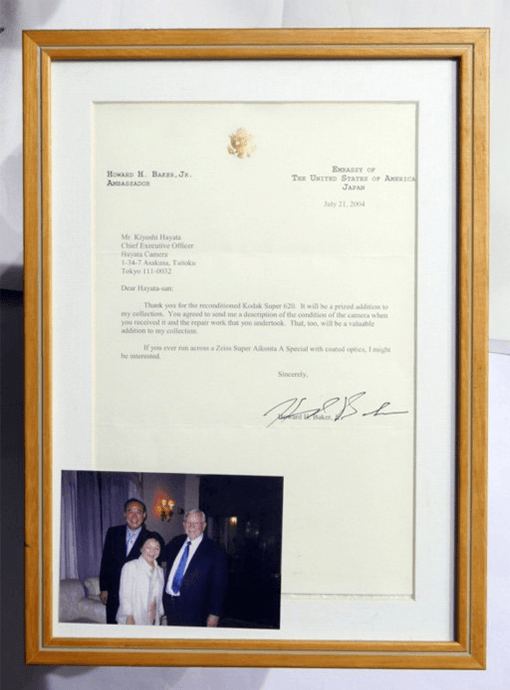 HOWARD H. BAKER, JR.
AMBASSADOR
EMBASSY OF
THE UNITED STATES OF AMERICA
JAPAN
July 21, 2004
Mr. Kiyoshi Hayata
Chief Executive Officer
Hayata Camera
1-34-7 Asakusa, Taitoku
Tokyo 111-0032
Dear Hayata-san:
Thank you for the reconditioned Kodak Super 620. It will be a prized addition to
my collection. You agreed to send me a description of the condition of the camera when
you received it and the repair work that you undertook. That, too, will be a valuable
addition to my collection.
If you ever run across a Zeiss Super Aikonta A Special with coated optics, I might
be interested.
Sincerely,
Howard H. Baker,